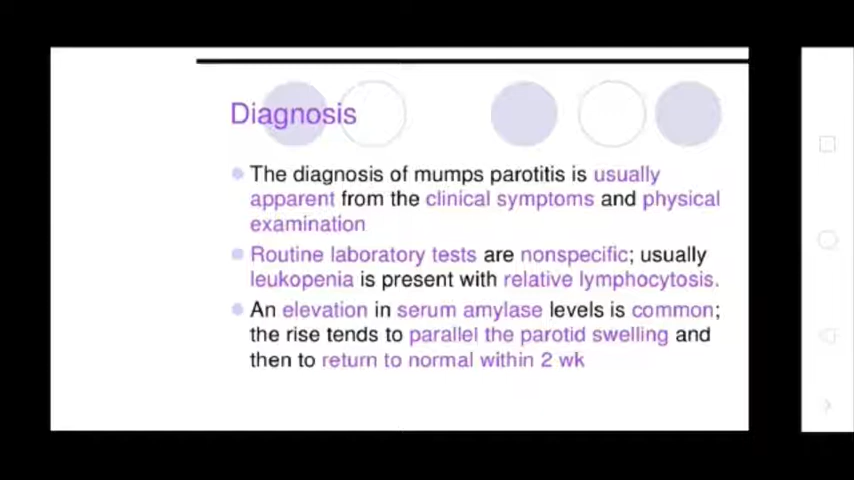 Diagnosis
The diagnosis of mumps parotitis is usually
apparent from the clinical symptoms and physical
examination
Routine laboratory tests are nonspecific; usually
leukopenia is present with relative lymphocytosis.
An elevation in serum amylase levels is common;
the rise tends to parallel the parotid swelling and
then to return to normal within 2 wk